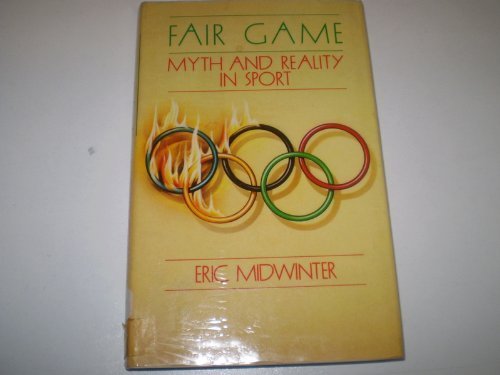 FAIR GAME
MYTH AND REALITY
IN SPORT
ERIC MIDWINTER